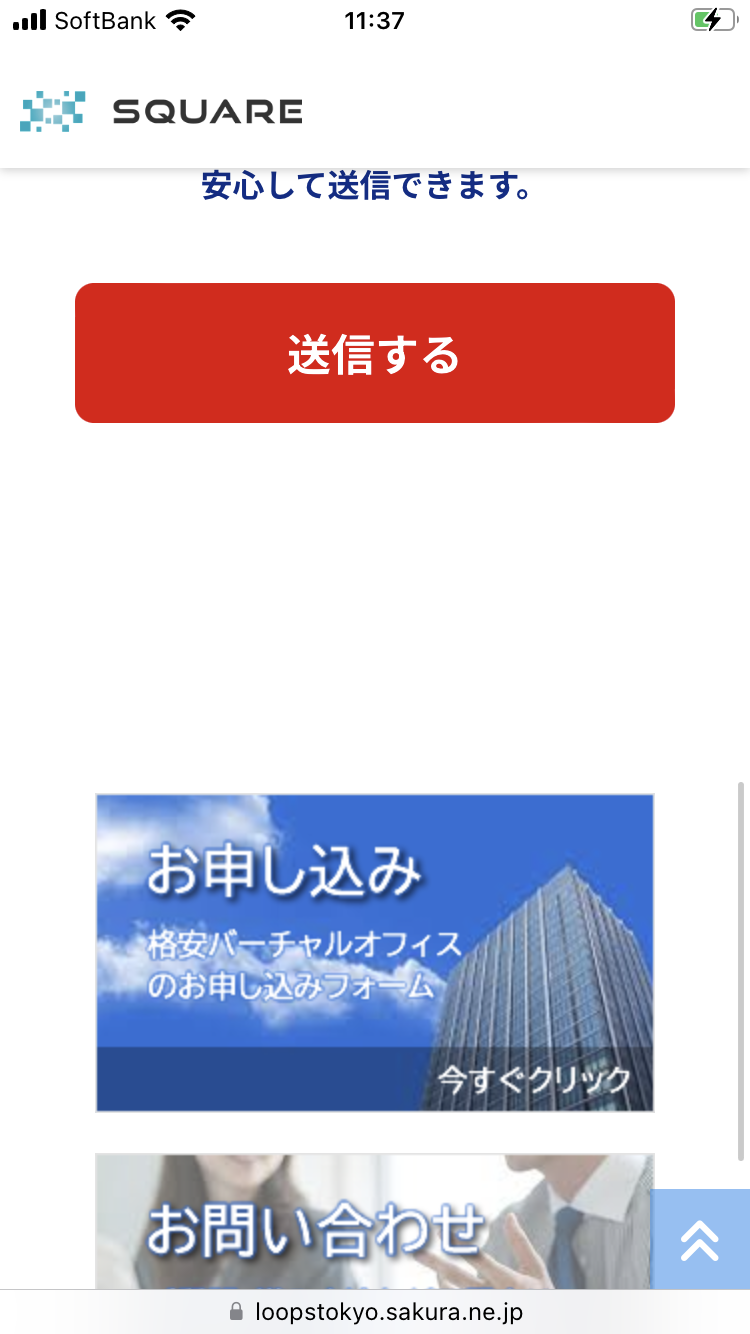 SoftBank 11:37
SQUARE
安心して送信できます。
送信する
お申し込み
格安バーチャルオフィス
のお申し込みフォーム
今すぐクリック
お問い合わせ
loopstokyo.sakura.ne.jp